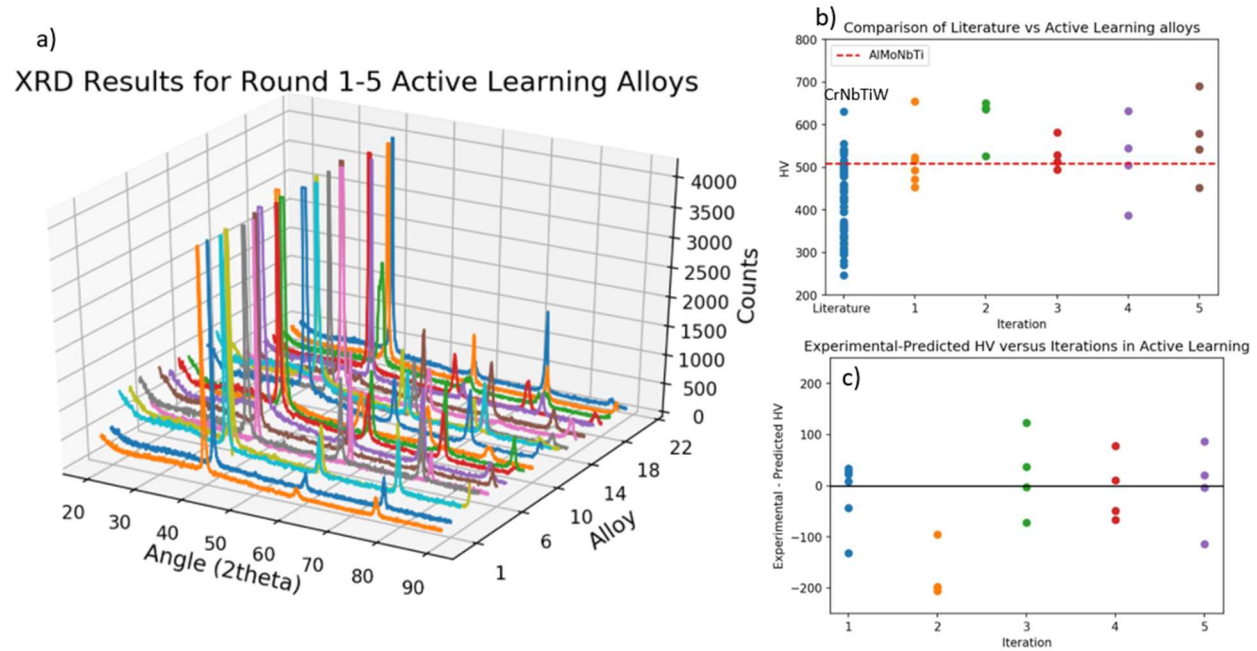 a)
XRD Results for Round 1-5 Active Learning Alloys
4000
3500
3000
2500
2000
1500
1000
500
0
Counts
20
30
40
50
60
70
80
90
Angle (2theta)
1
6
10
14
18
22
Alloy
b)
Comparison of Literature vs Active Learning alloys
800
700
600
500
400
300
200
HV
AlMoNbTi
CrNbTiW
Literature 1 2 3 4 5
Iteration
Experimental-Predicted HV versus Iterations in Active Learning
c)
200
100
0
−100
−200
Experimental - Predicted HV
1 2 3 4 5
Iteration